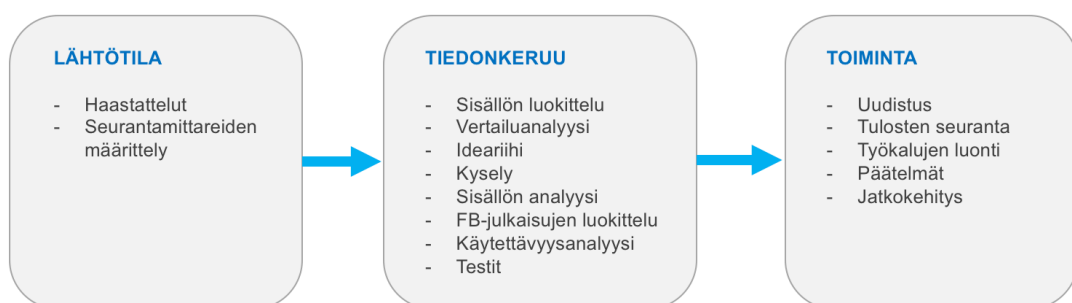 LÄHTÖTILA
- Haastattelut
- Seurantamittareiden
määrittely
TIEDONKERUU
- Sisällön luokittelu
- Vertailuanalyysi
- Ideariihi
- Kysely
- Sisällön analyysi
- FB-julkaisujen luokittelu
- Käytettävyysanalyysi
- Testit
TOIMINTA
- Uudistus
- Tulosten seuranta
- Työkalujen luonti
- Päätelmät
- Jatkokehitys